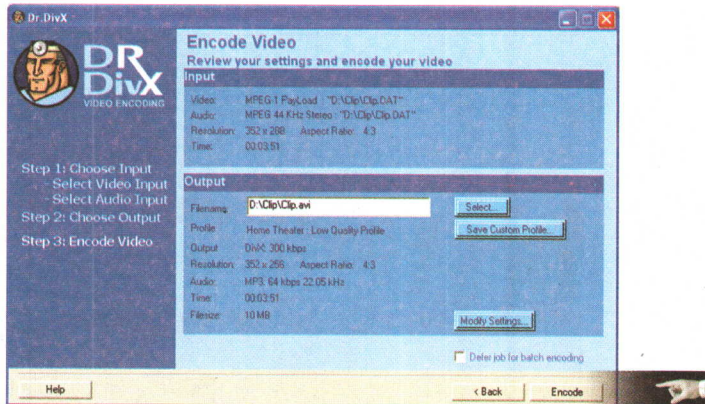 Dr.DivX
DR
DivX
VIDEO ENCODING
Step 1: Choose Input
- Select Video Input
- Select Audio Input
Step 2: Choose Output
Step 3: Encode Video
Encode Video
Review your settings and encode your video
Input
Video: MPEG-1 PayLoad : "D:\Clip\Clip.DAT"
Audio: MPEG 44 KHz Stereo : "D:\Clip\Clip.DAT"
Resolution: 352 x 288 Aspect Ratio: 4:3
Time: 00:03:51
Output
Filename D:\Clip\Clip.avi Select...
Profile Home Theater : Low Quality Profile Save Custom Profile...
Output DivX: 300 kbps
Resolution: 352 x 256 Aspect Ratio: 4:3
Audio: MP3: 64 kbps 22.05 kHz
Time: 00:03:51
Filesize: 10 MB
Modify Settings...
Defer job for batch encoding
Help < Back Encode